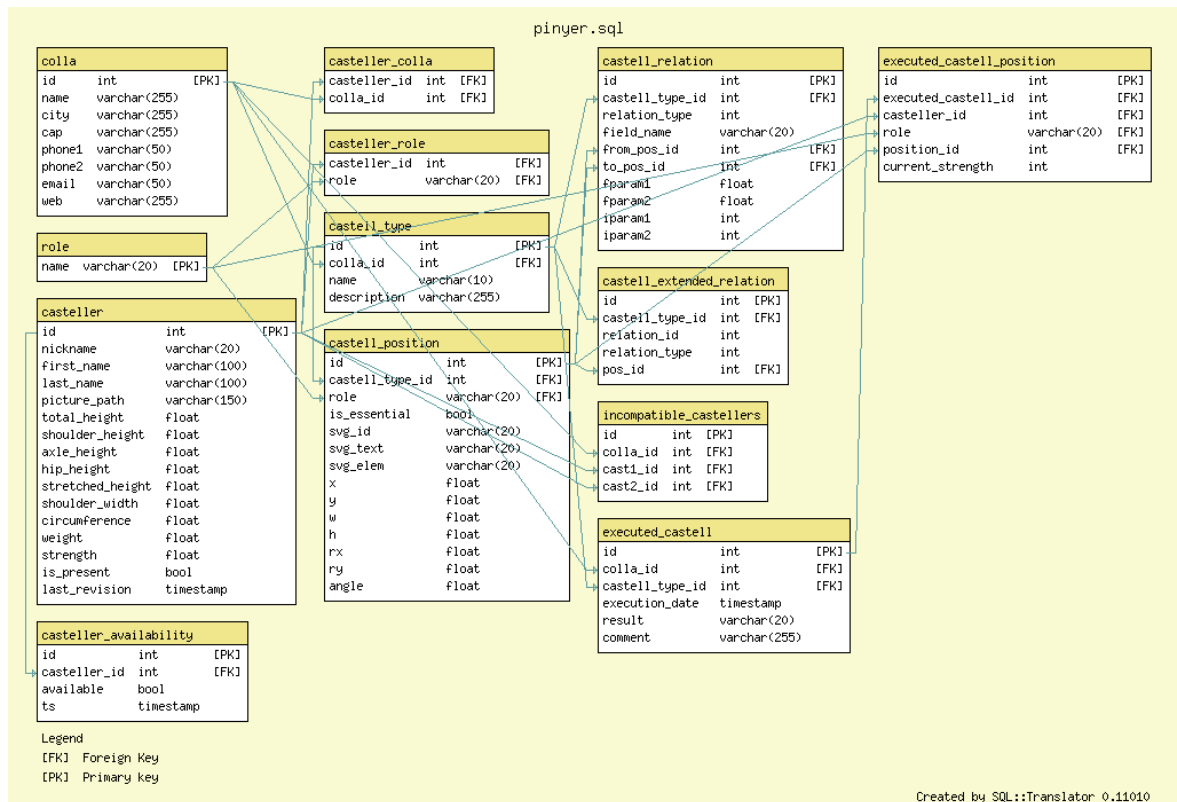 pinyer.sql
colla
id int [PK]
name varchar(255)
city varchar(255)
cap varchar(255)
phone1 varchar(50)
phone2 varchar(50)
email varchar(50)
web varchar(255)
role
name varchar(20) [PK]
casteller
id int [PK]
nickname varchar(20)
first_name varchar(100)
last_name varchar(100)
picture_path varchar(150)
total_height float
shoulder_height float
axle_height float
hip_height float
stretched_height float
shoulder_width float
circumference float
weight float
strength float
is_present bool
last_revision timestamp
casteller_availability
id int [PK]
casteller_id int [FK]
available bool
ts timestamp
Legend
[FK] Foreign Key
[PK] Primary key
casteller_colla
casteller_id int [FK]
colla_id int [FK]
casteller_role
casteller_id int [FK]
role varchar(20) [FK]
castell_type
id int [PK]
colla_id int [FK]
name varchar(10)
description varchar(255)
castell_position
id int [PK]
castell_type_id int [FK]
role varchar(20) [FK]
is_essential bool
svg_id varchar(20)
svg_text varchar(20)
svg_elem varchar(20)
x float
y float
w float
h float
rx float
ry float
angle float
castell_relation
id int [PK]
castell_type_id int [FK]
relation_type int
field_name varchar(20)
from_pos_id int [FK]
to_pos_id int [FK]
fparam1 float
fparam2 float
iparam1 int
iparam2 int
castell_extended_relation
id int [PK]
castell_type_id int [FK]
relation_id int
relation_type int
pos_id int [FK]
incompatible_castellers
id int [PK]
colla_id int [FK]
cast1_id int [FK]
cast2_id int [FK]
executed_castell
id int [PK]
colla_id int [FK]
castell_type_id int [FK]
execution_date timestamp
result varchar(20)
comment varchar(255)
executed_castell_position
id int [PK]
executed_castell_id int [FK]
casteller_id int [FK]
role varchar(20) [FK]
position_id int [FK]
current_strength int
Created by SQL::Translator 0.11010